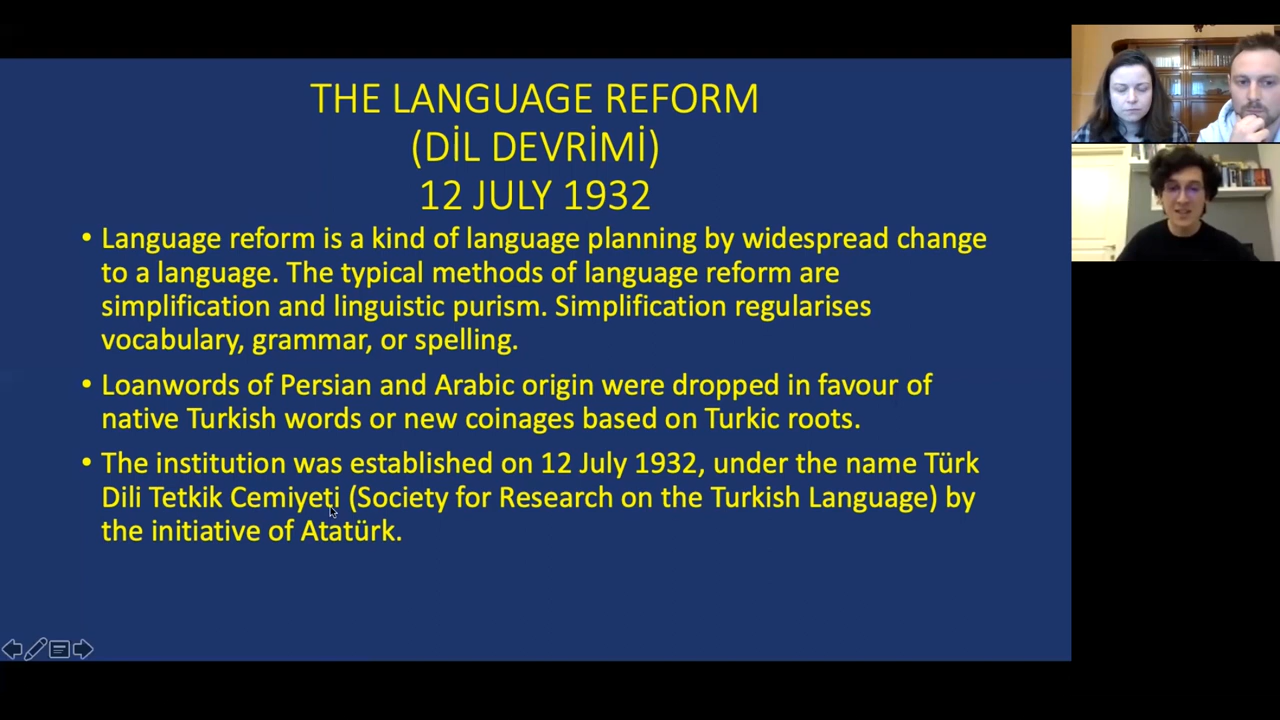 THE LANGUAGE REFORM
(DİL DEVRİMİ)
12 JULY 1932
• Language reform is a kind of language planning by widespread change
to a language. The typical methods of language reform are
simplification and linguistic purism. Simplification regularises
vocabulary, grammar, or spelling.
• Loanwords of Persian and Arabic origin were dropped in favour of
native Turkish words or new coinages based on Turkic roots.
• The institution was established on 12 July 1932, under the name Türk
Dili Tetkik Cemiyeti (Society for Research on the Turkish Language) by
the initiative of Atatürk.